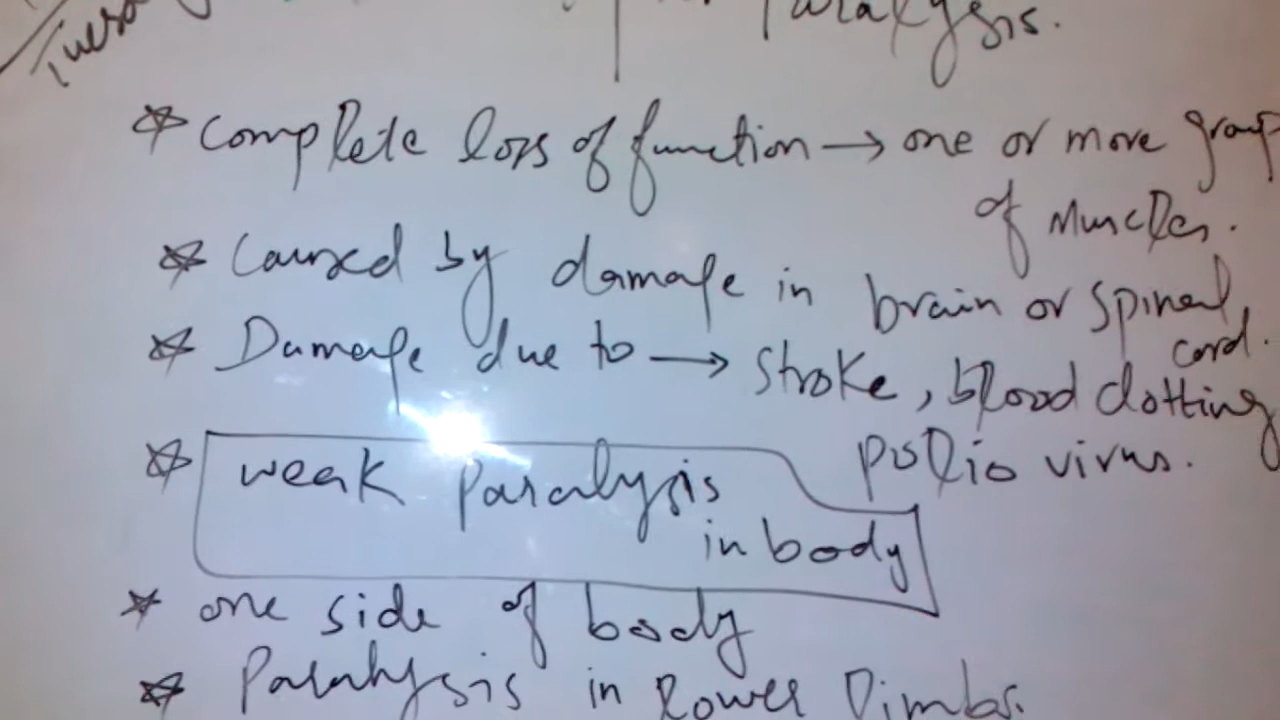 Tuesda
Paralysis.
Complete loss of function → one or more group
of Muscles.
Caused by damage in brain or spinal
cord.
Damage due to → Stroke, blood clotting
polio virus.
weak paralysis
in body
one side of body
Paralysis in Lower Limbs.